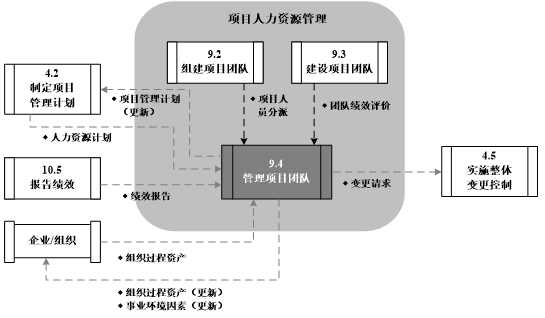 项目人力资源管理
9.2
组建项目团队
9.3
建设项目团队
4.2
制定项目
管理计划
◆ 项目管理计划
（更新）
◆ 项目人
员分派
◆ 团队绩效评价
◆ 人力资源计划
9.4
管理项目团队
10.5
报告绩效
◆ 绩效报告
◆ 变更请求
4.5
实施整体
变更控制
企业/组织
◆ 组织过程资产
◆ 组织过程资产（更新）
◆ 事业环境因素（更新）